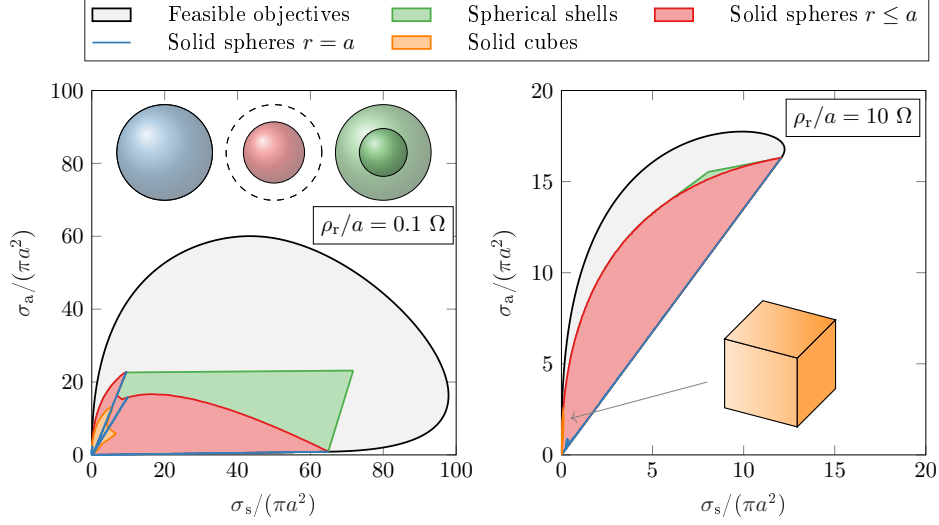 Feasible objectives Spherical shells Solid spheres r ≤ a
Solid spheres r = a Solid cubes
100
80
60
40
20
0
0 20 40 60 80 100
σa/(πa²)
σs/(πa²)
ρr/a = 0.1 Ω
20
15
10
5
0
0 5 10 15 20
σa/(πa²)
σs/(πa²)
ρr/a = 10 Ω